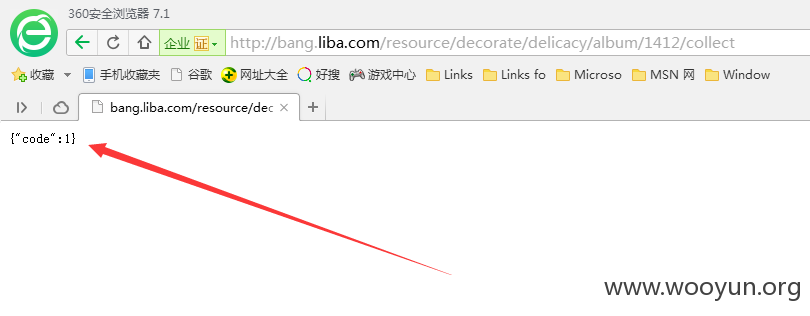 360安全浏览器 7.1
企业 证 http://bang.liba.com/resource/decorate/delicacy/album/1412/collect
收藏 手机收藏夹 谷歌 网址大全 好搜 游戏中心 Links Links fo Microso MSN 网 Window
bang.liba.com/resource/dec
{"code":1}
www.wooyun.org